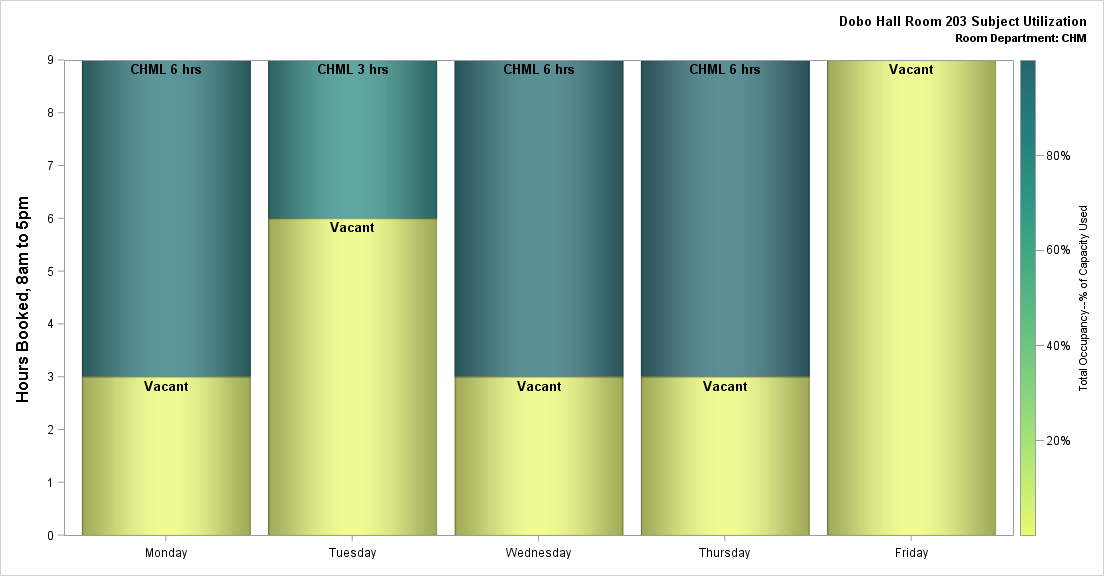 Dobo Hall Room 203 Subject Utilization
Room Department: CHM
Hours Booked, 8am to 5pm
9
8
7
6
5
4
3
2
1
0
CHML 6 hrs
Vacant
CHML 3 hrs
Vacant
CHML 6 hrs
Vacant
CHML 6 hrs
Vacant
Vacant
Monday
Tuesday
Wednesday
Thursday
Friday
80%
60%
40%
20%
Total Occupancy--% of Capacity Used